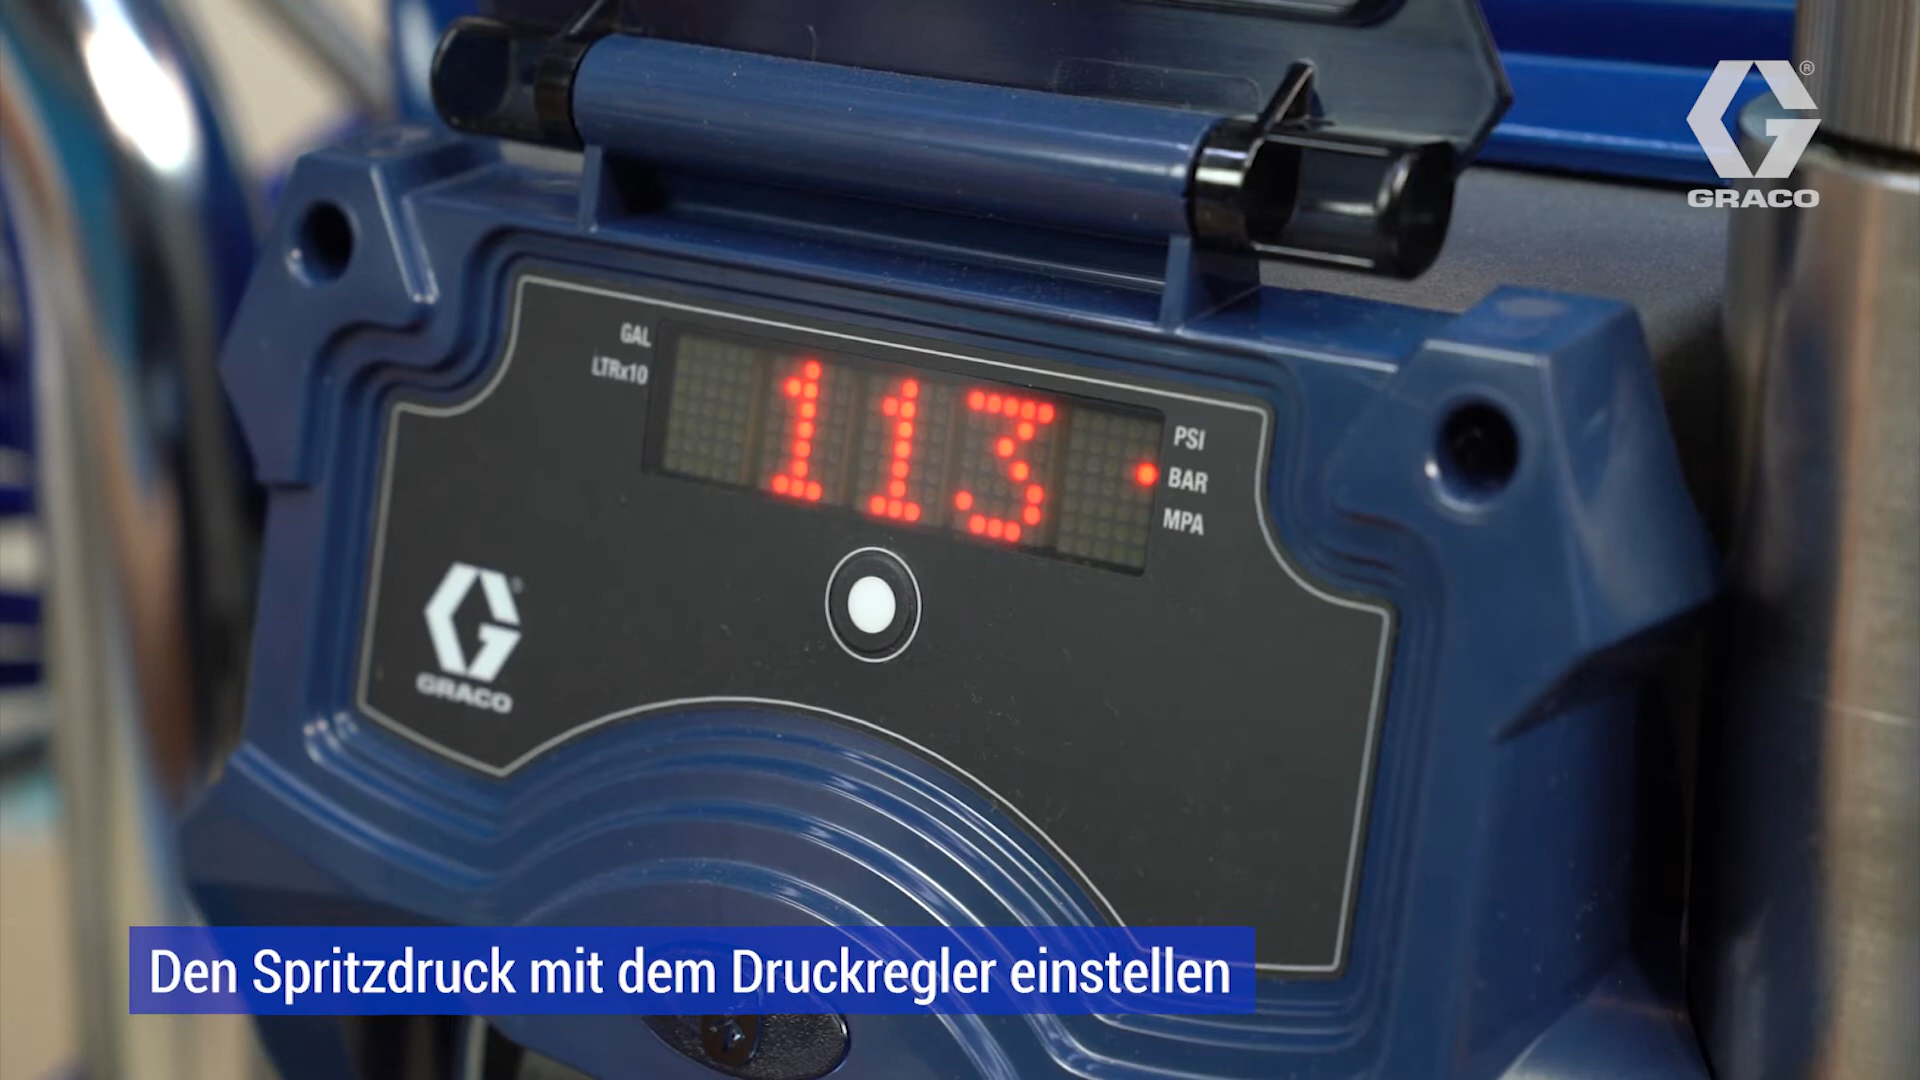 GRACO
GAL
LTRx10
113
PSI
BAR
MPA
GRACO
Den Spritzdruck mit dem Druckregler einstellen